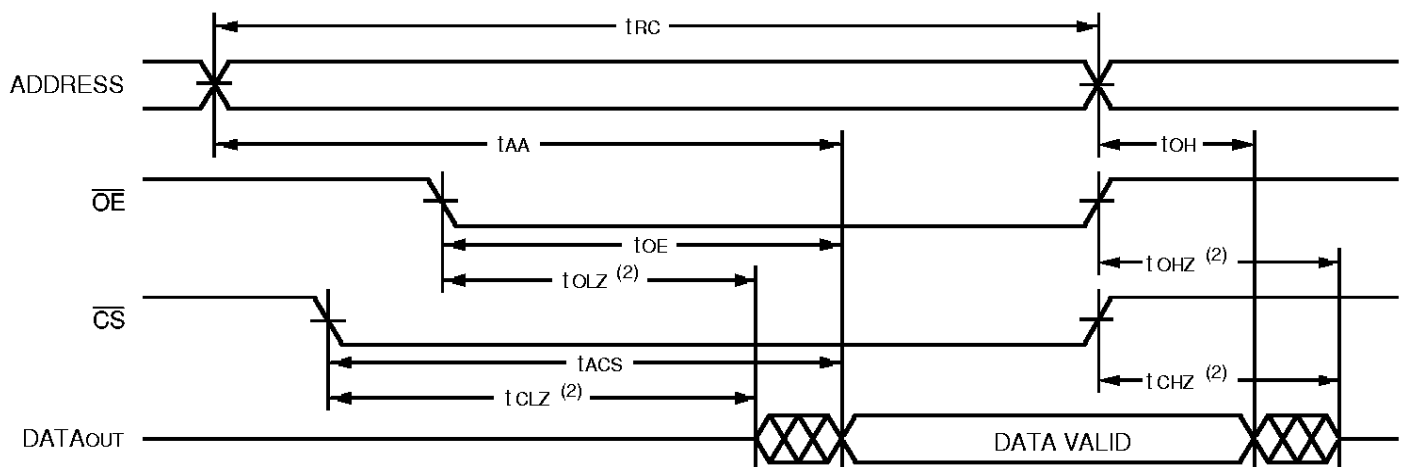 tRC
ADDRESS
tAA
tOH
OE
tOE
tOLZ (2)
tOHZ (2)
CS
tACS
tCLZ (2)
tCHZ (2)
DATAOUT
DATA VALID